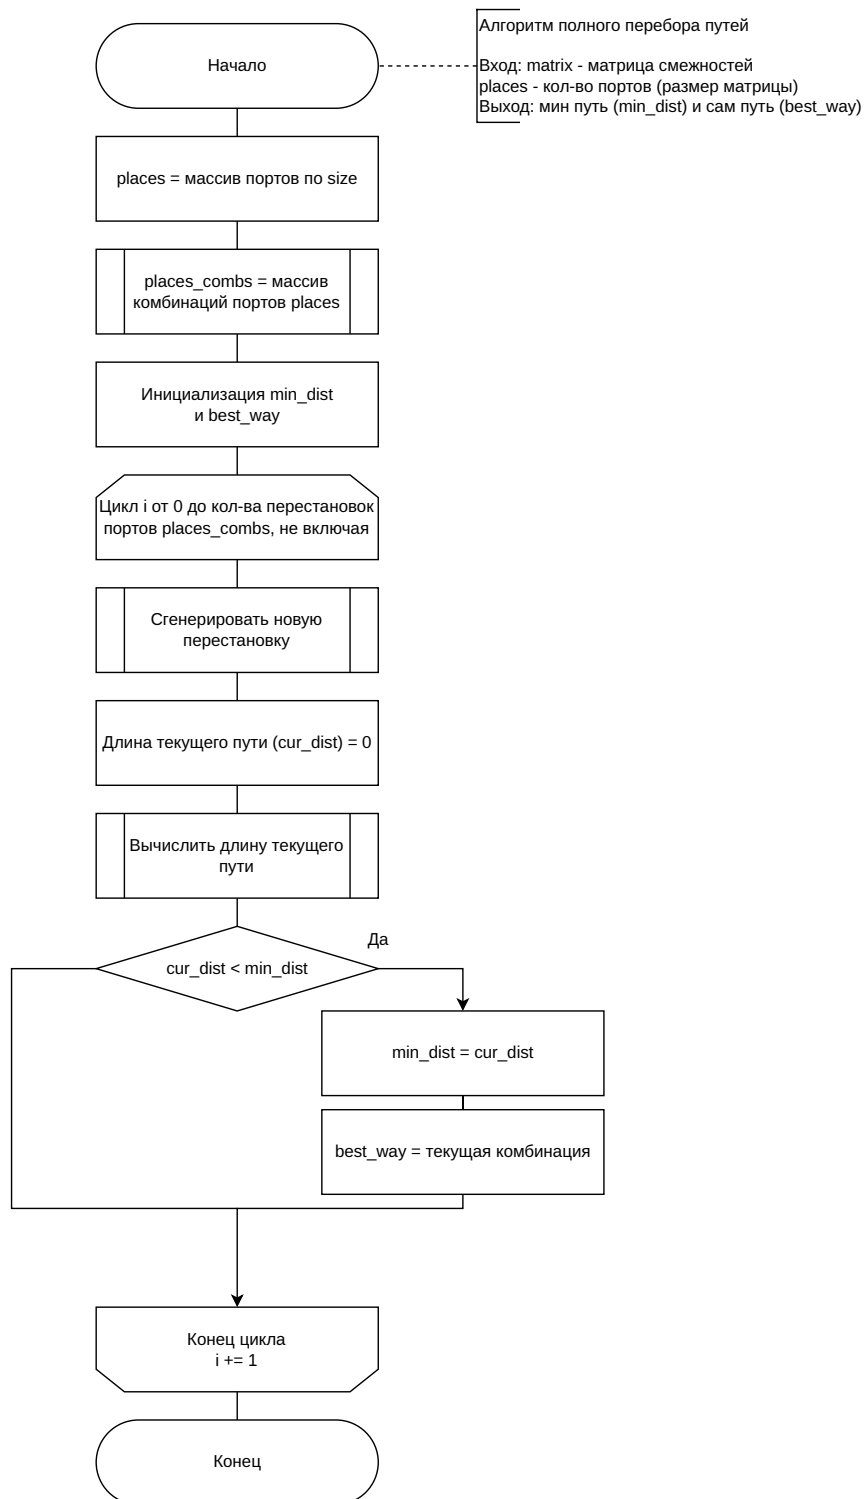 Начало
Алгоритм полного перебора путей
Вход: matrix - матрица смежностей
places - кол-во портов (размер матрицы)
Выход: мин путь (min_dist) и сам путь (best_way)
places = массив портов по size
places_combs = массив
комбинаций портов places
Инициализация min_dist
и best_way
Цикл i от 0 до кол-ва перестановок
портов places_combs, не включая
Сгенерировать новую
перестановку
Длина текущего пути (cur_dist) = 0
Вычислить длину текущего
пути
Да
cur_dist < min_dist
min_dist = cur_dist
best_way = текущая комбинация
Конец цикла
i += 1
Конец